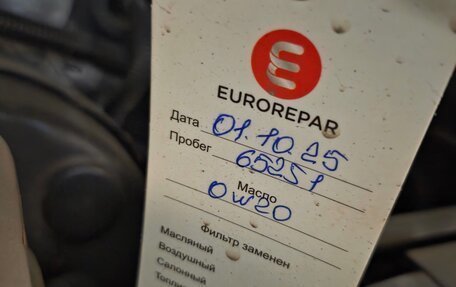 EUROREPAR
Дата 01.10.25
Пробег 65251
Масло
0w20
Фильтр заменен
Масляный
Воздушный
Салонный